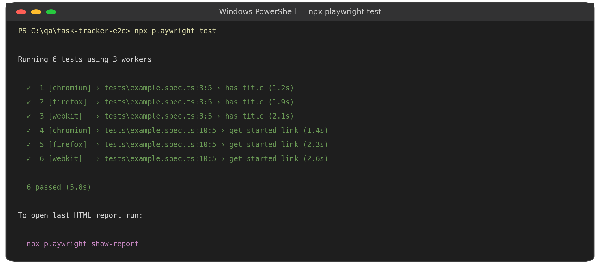 Windows PowerShell — npx playwright test
PS C:\qa\task-tracker-e2e> npx playwright test
Running 6 tests using 3 workers
✓ 1 [chromium] › tests\example.spec.ts:3:5 › has title (1.2s)
✓ 2 [firefox] › tests\example.spec.ts:3:5 › has title (1.9s)
✓ 3 [webkit] › tests\example.spec.ts:3:5 › has title (2.1s)
✓ 4 [chromium] › tests\example.spec.ts:10:5 › get started link (1.4s)
✓ 5 [firefox] › tests\example.spec.ts:10:5 › get started link (2.3s)
✓ 6 [webkit] › tests\example.spec.ts:10:5 › get started link (2.6s)
6 passed (5.8s)
To open last HTML report run:
npx playwright show-report